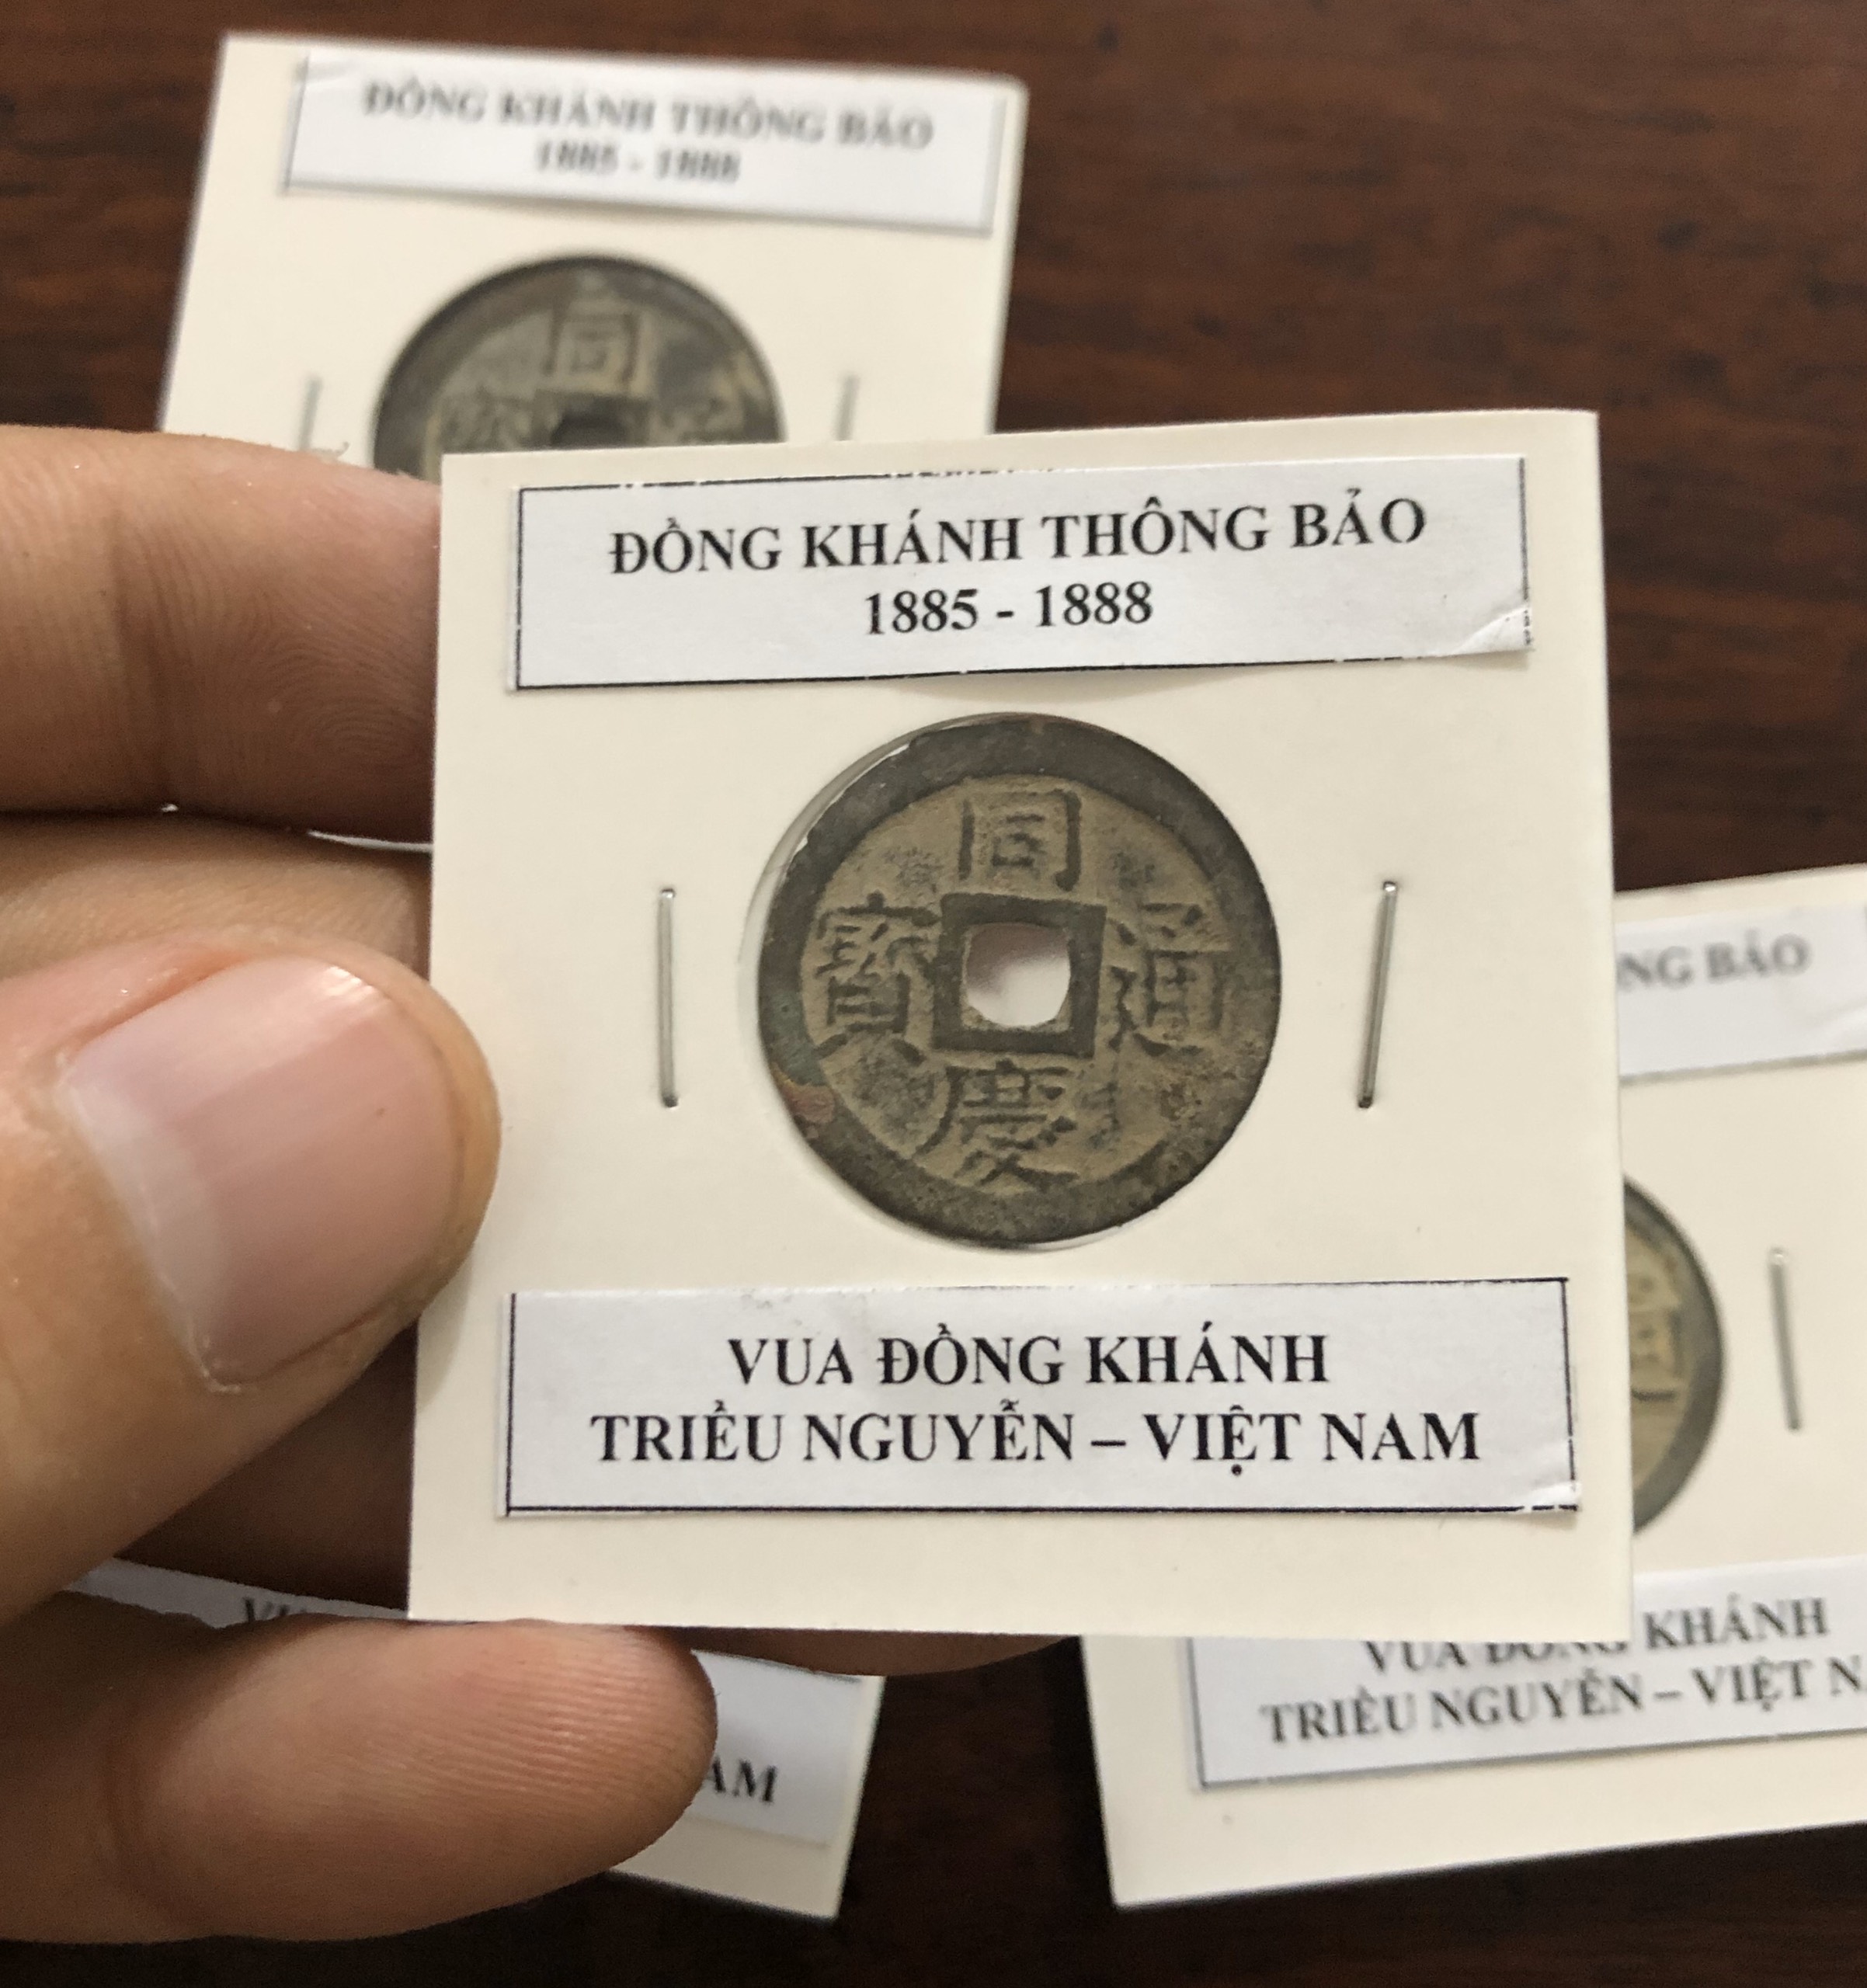 ĐỒNG KHÁNH THÔNG BẢO
1885 - 1888
同
ĐỒNG KHÁNH THÔNG BẢO
1885 - 1888
同慶通寶
VUA ĐỒNG KHÁNH
TRIỀU NGUYỄN – VIỆT NAM
NG BẢO
VUA ĐỒNG KHÁNH
TRIỀU NGUYỄN – VIỆT N
AM